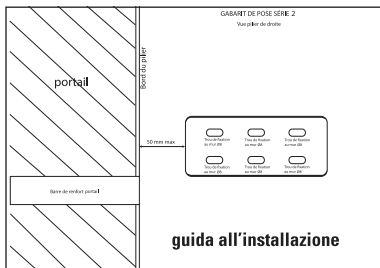 GABARIT DE POSE SÉRIE 2
Vue pilier de droite
portail
Bord du pilier
50 mm max
Trou de fixation
au mur Ø8
Trou de fixation
au mur Ø8
Trou de fixation
au mur Ø8
Trou de fixation
au mur Ø8
Trou de fixation
au mur Ø8
Trou de fixation
au mur Ø8
Barre de renfort portail
guida all'installazione